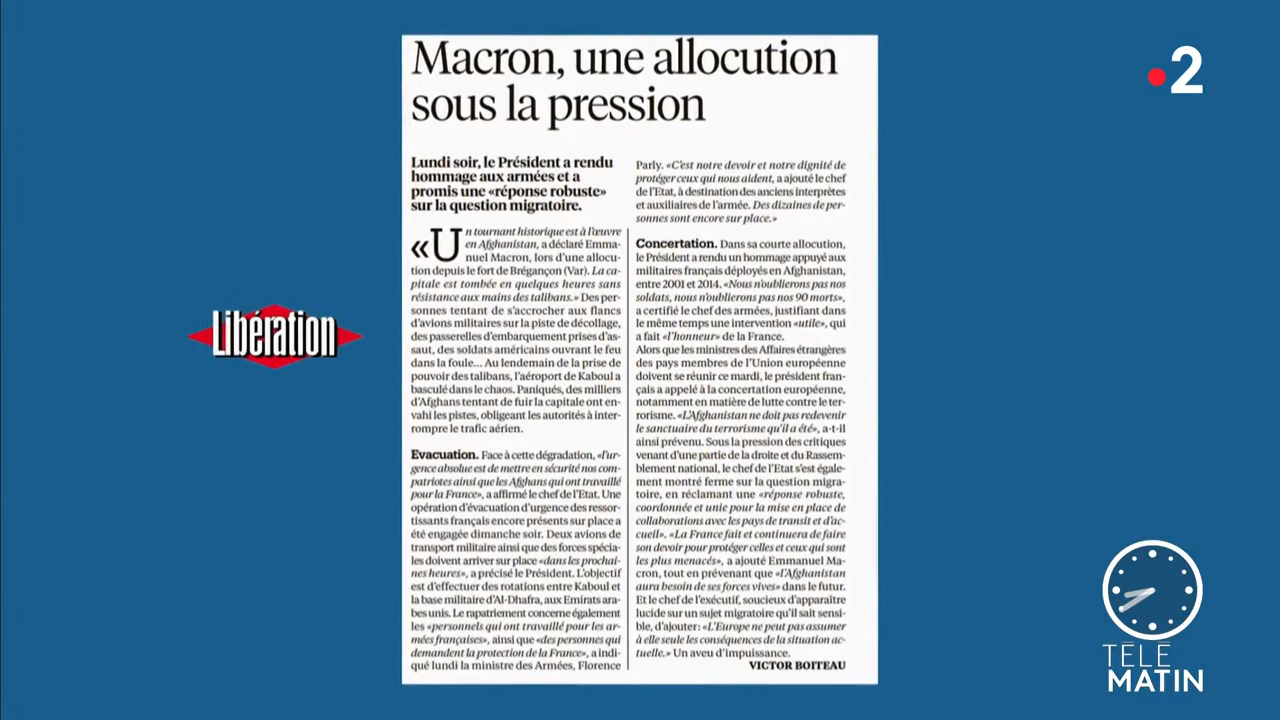 Macron, une allocution
sous la pression
Lundi soir, le Président a rendu
hommage aux armées et a
promis une «réponse robuste»
sur la question migratoire.
«Un tournant historique est à l'œuvre
en Afghanistan, a déclaré Emma-
nuel Macron, lors d'une allocu-
tion depuis le fort de Brégançon (Var). La ca-
pitale est tombée en quelques heures sans
résistance aux mains des talibans.» Des per-
sonnes tentant de s'accrocher aux flancs
d'avions militaires sur la piste de décollage,
des passerelles d'embarquement prises d'as-
saut, des soldats américains ouvrant le feu
dans la foule... Au lendemain de la prise de
pouvoir des talibans, l'aéroport de Kaboul a
basculé dans le chaos. Paniqués, des milliers
d'Afghans tentant de fuir la capitale ont en-
vahi les pistes, obligeant les autorités à inter-
rompre le trafic aérien.
Evacuation. Face à cette dégradation, «l'ur-
gence absolue est de mettre en sécurité nos com-
patriotes ainsi que les Afghans qui ont travaillé
pour la France», a affirmé le chef de l'Etat. Une
opération d'évacuation d'urgence des ressor-
tissants français encore présents sur place a
été engagée dimanche soir. Deux avions de
transport militaire ainsi que des forces spécia-
les doivent arriver sur place «dans les prochai-
nes heures», a précisé le Président. L'objectif
est d'effectuer des rotations entre Kaboul et
la base militaire d'Al-Dhafra, aux Emirats ara-
bes unis. Le rapatriement concerne également
les «personnels qui ont travaillé pour les ar-
mées françaises», ainsi que «des personnes qui
demandent la protection de la France», a indi-
qué lundi la ministre des Armées, Florence
Parly. «C'est notre devoir et notre dignité de
protéger ceux qui nous aident, a ajouté le chef
de l'Etat, à destination des anciens interprètes
et auxiliaires de l'armée. Des dizaines de per-
sonnes sont encore sur place.»
Concertation. Dans sa courte allocution,
le Président a rendu un hommage appuyé aux
militaires français déployés en Afghanistan,
entre 2001 et 2014. «Nous n'oublierons pas nos
soldats, nous n'oublierons pas nos 90 morts»,
a certifié le chef des armées, justifiant dans
le même temps une intervention «utile», qui
a fait «l'honneur» de la France.
Alors que les ministres des Affaires étrangères
des pays membres de l'Union européenne
doivent se réunir ce mardi, le président fran-
çais a appelé à la concertation européenne,
notamment en matière de lutte contre le ter-
rorisme. «L'Afghanistan ne doit pas redevenir
le sanctuaire du terrorisme qu'il a été», a-t-il
ainsi prévenu. Sous la pression des critiques
venant d'une partie de la droite et du Rassem-
blement national, le chef de l'Etat s'est égale-
ment montré ferme sur la question migra-
toire, en réclamant une «réponse robuste,
coordonnée et unie pour la mise en place de
collaborations avec les pays de transit et d'ac-
cueil». «La France fait et continuera de faire
son devoir pour protéger celles et ceux qui sont
les plus menacés», a ajouté Emmanuel Ma-
cron, tout en prévenant que «l'Afghanistan
aura besoin de ses forces vives» dans le futur.
Et le chef de l'exécutif, soucieux d'apparaître
lucide sur un sujet migratoire qu'il sait sensi-
ble, d'ajouter: «L'Europe ne peut pas assumer
à elle seule les conséquences de la situation ac-
tuelle.» Un aveu d'impuissance.
VICTOR BOITEAU
Libération
2
TÉLÉ
MATIN